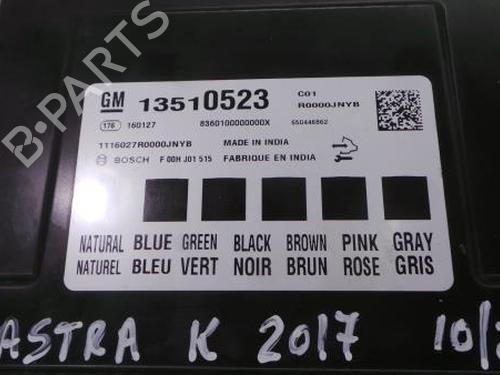 B-PARTS
GM 13510523 C01
R0000JNYB
176 160127 836010000000X 550446862
1116027R0000JNYB MADE IN INDIA
BOSCH F 00H J01 515 FABRIQUE EN INDIA
NATURAL BLUE GREEN BLACK BROWN PINK GRAY
NATUREL BLEU VERT NOIR BRUN ROSE GRIS
ASTRA K 2017 10/